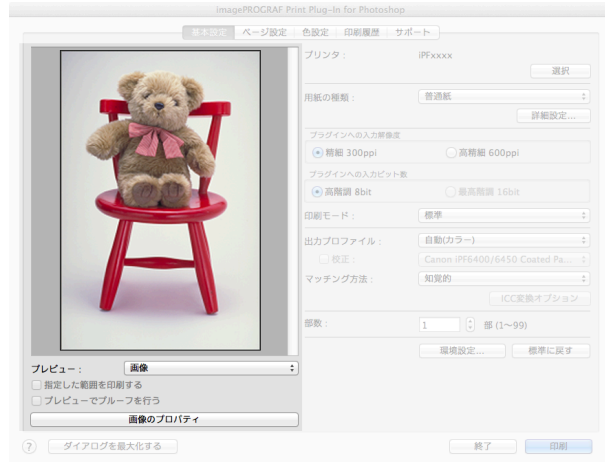 imagePROGRAF Print Plug-In for Photoshop
基本設定 ページ設定 色設定 印刷履歴 サポート
プリンタ： iPFxxxx
選択
用紙の種類： 普通紙
詳細設定...
プラグインへの入力解像度
精細 300ppi 高精細 600ppi
プラグインへの入力ビット数
高階調 8bit 最高階調 16bit
印刷モード： 標準
出力プロファイル： 自動(カラー)
校正： Canon iPF6400/6450 Coated Pa...
マッチング方法： 知覚的
ICC変換オプション
部数： 1 部 (1〜99)
環境設定... 標準に戻す
プレビュー： 画像
指定した範囲を印刷する
プレビューでプルーフを行う
画像のプロパティ
? ダイアログを最大化する 終了 印刷